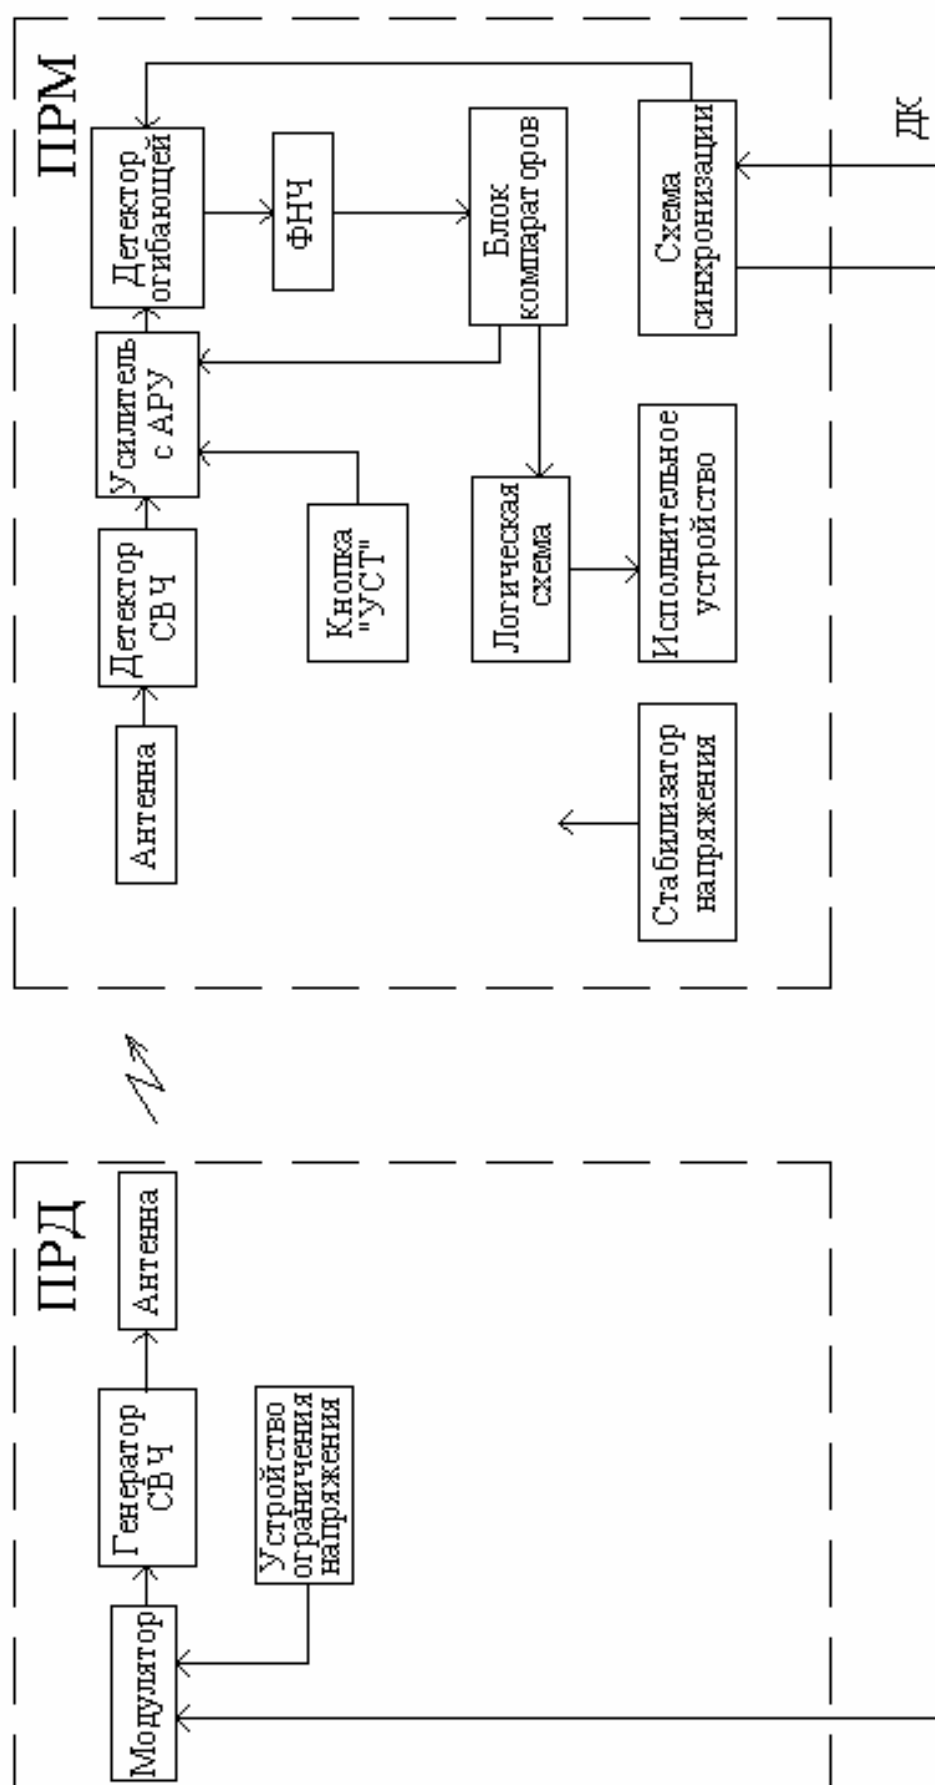 ПРД
Модулятор
Генератор
СВЧ
Антенна
Устройство
ограничения
напряжения
ПРМ
Антенна
Детектор
СВЧ
Усилитель
с АРУ
Детектор
огибающей
ФНЧ
Кнопка
"УСТ"
Блок
компараторов
Логическая
схема
Стабилизатор
напряжения
Исполнительное
устройство
Схема
синхронизации
ДК